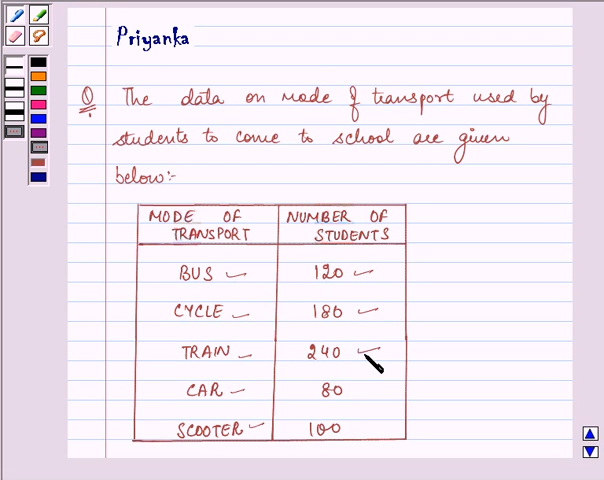 Priyanka
Q The data on mode of transport used by
students to come to school are given
below:-
MODE OF TRANSPORT NUMBER OF STUDENTS
BUS 120
CYCLE 180
TRAIN 240
CAR 80
SCOOTER 100